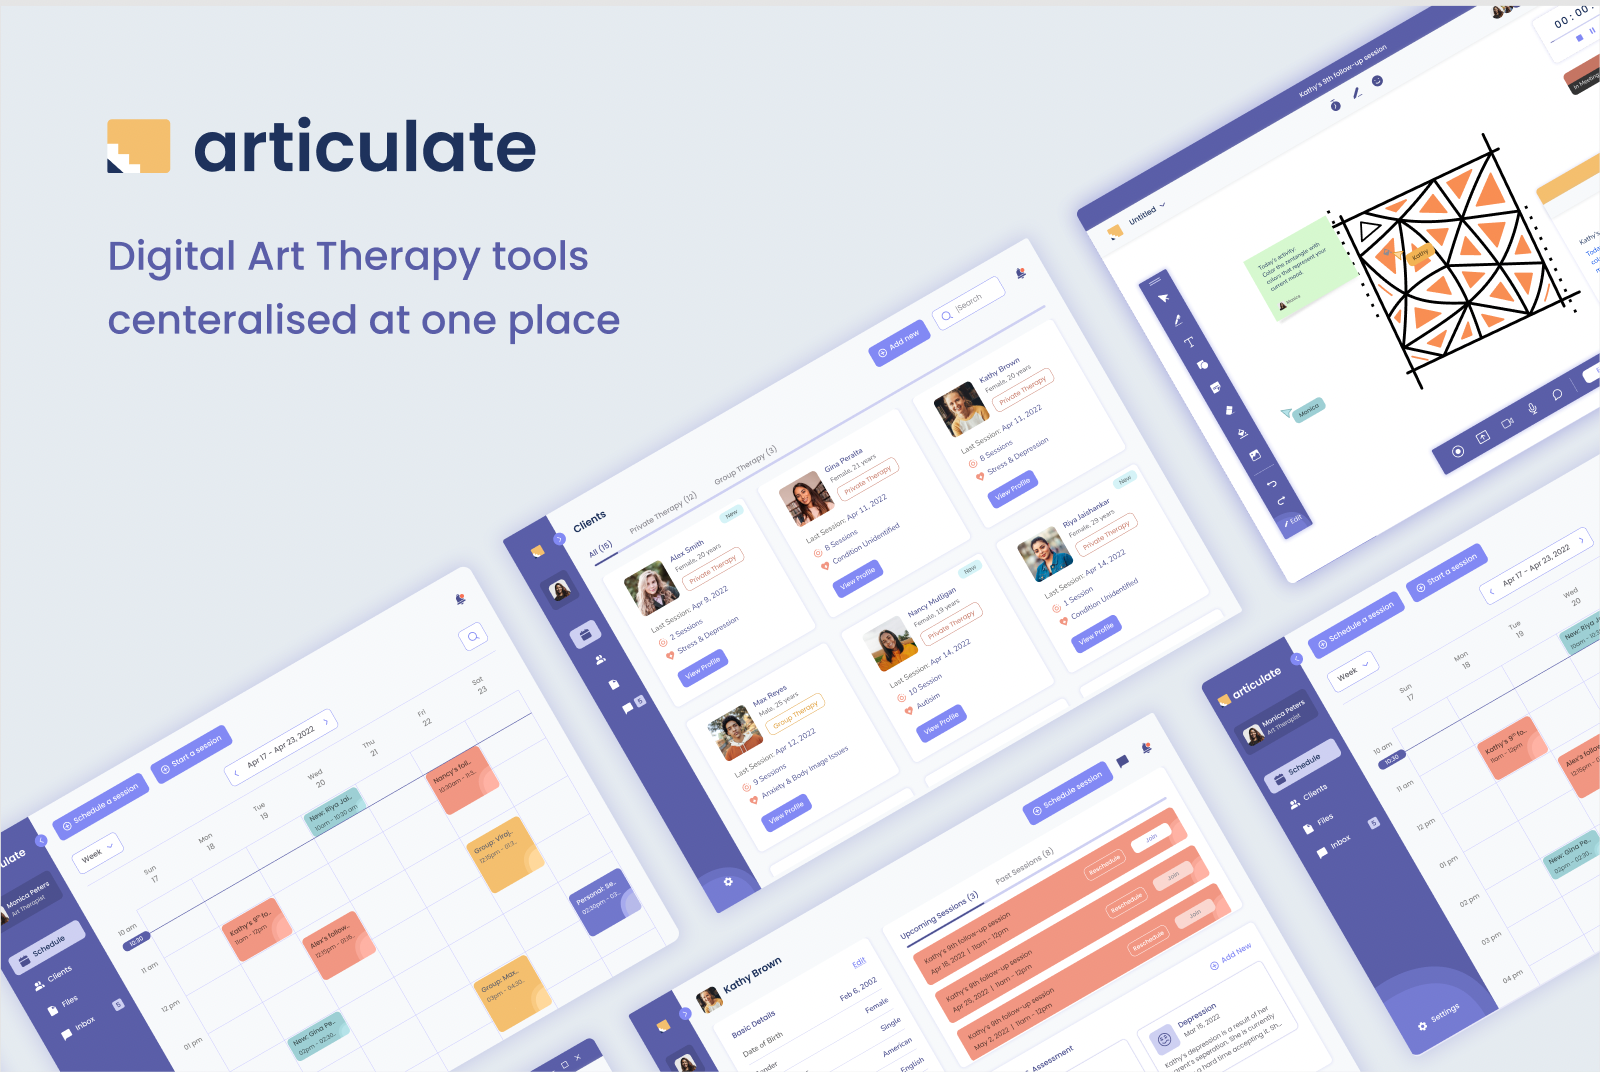 articulate
Digital Art Therapy tools
centeralised at one place
Kathy's 9th follow-up session
00:00:
In Meeting
Untitled
Today's activity:
Color the zentangle with
colors that represent your
current mood.
Monica
Kathy
Monica
Edit
Kathy's
Clients
Add new
Search
All (15)
Private Therapy (12)
Group Therapy (3)
Alex Smith
Female, 20 years
Private Therapy
New
Last Session: Apr 9, 2022
2 Sessions
Stress & Depression
View Profile
Gina Peralta
Female, 21 years
Private Therapy
Last Session: Apr 11, 2022
6 Sessions
Condition Unidentified
View Profile
Kathy Brown
Female, 20 years
Private Therapy
Last Session: Apr 11, 2022
8 Sessions
Stress & Depression
View Profile
Max Reyes
Male, 25 years
Group Therapy
Last Session: Apr 12, 2022
9 Sessions
Anxiety & Body Image Issues
View Profile
Nancy Mulligan
Female, 19 years
Private Therapy
New
Last Session: Apr 14, 2022
10 Session
Autisim
View Profile
Riya Jaishankar
Female, 29 years
Private Therapy
New
Last Session: Apr 14, 2022
1 Session
Condition Unidentified
View Profile
5
ulate
Monica Peters
Art Therapist
Schedule
Clients
Files
Inbox
5
Schedule a session
Start a session
Apr 17 - Apr 23, 2022
Week
Sun
17
Mon
18
Tue
19
Wed
20
Thu
21
Fri
22
Sat
23
10 am
10:30
11 am
12 pm
01 pm
Kathy's 9th fo..
11am - 12pm
Alex's follow..
12:15pm - 01:15..
New: Riya Jai..
10am - 10:30 am
Nancy's foll..
10:30am - 11:3..
Group: Viraj..
12:15pm - 01:3..
Personal: Se..
02:30pm - 03:..
Group: Max..
03pm - 04:30..
New: Gina Pe..
02pm - 02:30..
Kathy Brown
Basic Details
Edit
Date of Birth
Feb 6, 2002
Female
Single
American
English
Schedule session
Upcoming Sessions (3)
Past Sessions (8)
Kathy's 9th follow-up session
Apr 18, 2022 | 11am - 12pm
Reschedule
Join
Kathy's 9th follow-up session
Apr 25, 2022 | 11am - 12pm
Reschedule
Join
Kathy's 9th follow-up session
May 2, 2022 | 11am - 12pm
Reschedule
Join
Assessment
Add New
Depression
Mar 16, 2022
Kathy's depression is a result of her
arent's seperation. She is currently
a hard time accepting it. Sh..
articulate
Monica Peters
Art Therapist
Schedule
Clients
Files
Inbox
5
Settings
Schedule a session
Start a session
Apr 17 - Apr 23, 2022
Week
Sun
17
Mon
18
Tue
19
Wed
20
10 am
10:30
11 am
12 pm
01 pm
02 pm
03 pm
04 pm
Kathy's 9th fo..
11am - 12pm
Alex's fo
12:15pm - 0
New: Riya Ja
10am - 10:3
New: Gina Pe..
02pm - 02:30..